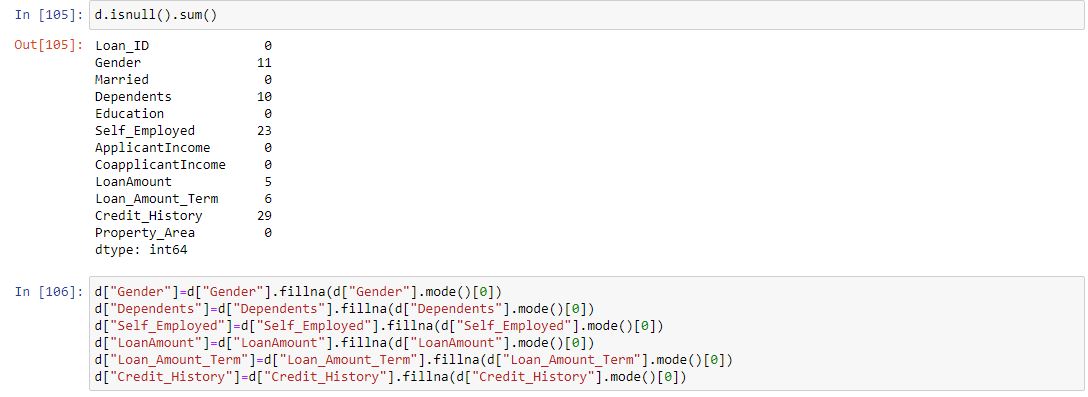 In [105]: d.isnull().sum()
Out[105]: Loan_ID 0
Gender 11
Married 0
Dependents 10
Education 0
Self_Employed 23
ApplicantIncome 0
CoapplicantIncome 0
LoanAmount 5
Loan_Amount_Term 6
Credit_History 29
Property_Area 0
dtype: int64
In [106]: d["Gender"]=d["Gender"].fillna(d["Gender"].mode()[0])
d["Dependents"]=d["Dependents"].fillna(d["Dependents"].mode()[0])
d["Self_Employed"]=d["Self_Employed"].fillna(d["Self_Employed"].mode()[0])
d["LoanAmount"]=d["LoanAmount"].fillna(d["LoanAmount"].mode()[0])
d["Loan_Amount_Term"]=d["Loan_Amount_Term"].fillna(d["Loan_Amount_Term"].mode()[0])
d["Credit_History"]=d["Credit_History"].fillna(d["Credit_History"].mode()[0])